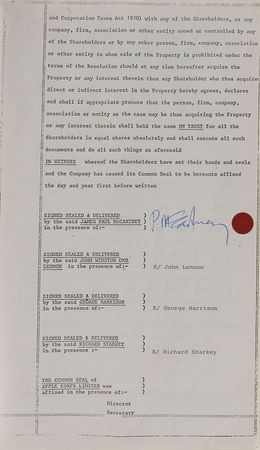 and Corporation Taxes Act 1970) with any of the Shareholders, or any
company, firm, association or other entity owned or controlled by any
of the Shareholders or by any other person, firm, company, association
or other entity to whom sale of the Property is prohibited under the
terms of the Resolution should at any time hereafter acquire the
Property or any interest therein then any Shareholder who thus acquires
direct or indirect interest in the Property hereby agrees, declares
and shall if appropriate procure that the person, firm, company,
association or entity as the case may be thus acquiring the Property
or any interest therein shall hold the same ON TRUST for all the
Shareholders in equal shares absolutely and shall execute all such
documents and do all such things as aforesaid
IN WITNESS whereof the Shareholders have set their hands and seals
and the Company has caused its Common Seal to be hereunto affixed
the day and year first before written
SIGNED SEALED & DELIVERED )
by the said JAMES PAUL McCARTNEY )
in the presence of:- )
P. McCartney
SIGNED SEALED & DELIVERED )
by the said JOHN WINSTON ONO )
LENNON in the presence of:- ) S/ John Lennon
SIGNED SEALED & DELIVERED )
by the said GEORGE HARRISON )
in the presence of:- ) S/ George Harrison
SIGNED SEALED & DELIVERED )
by the said RICHARD STARKEY )
in the presence :- ) S/ Richard Starkey
THE COMMON SEAL of )
APPLE CORPS LIMITED was )
affixed in the presence of:- )
Director
Secretary